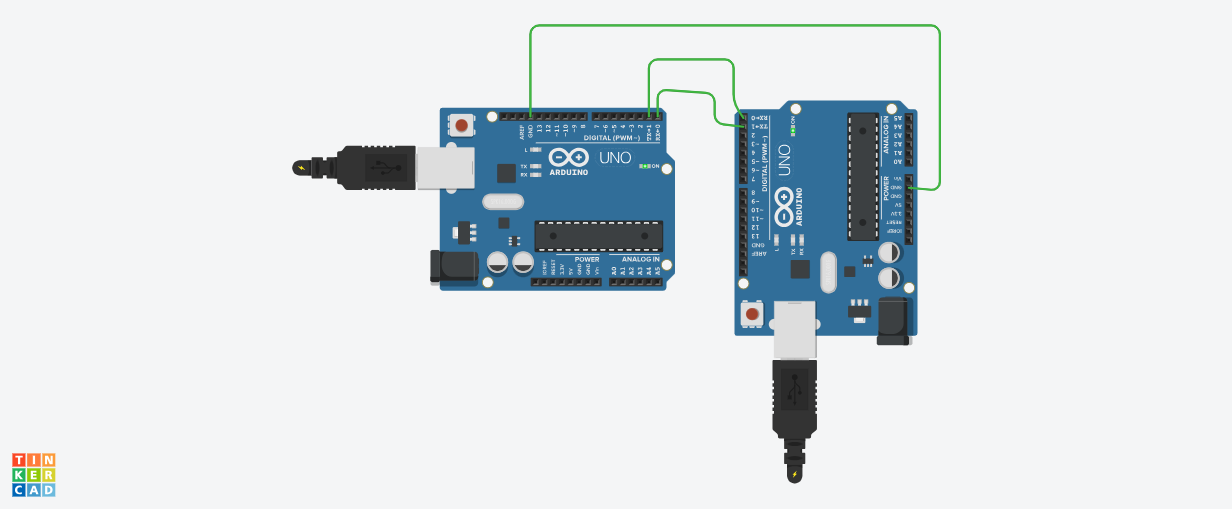 AREF
GND
13
12
~11
~10
~9
8
7
~6
~5
4
~3
2
TX→1
RX←0
DIGITAL (PWM~)
L
TX
RX
UNO
ARDUINO
ON
POWER
ANALOG IN
IOREF
RESET
3.3V
5V
GND
GND
Vin
A0
A1
A2
A3
A4
A5
RX←0
TX→1
2
~3
4
~5
~6
7
8
~9
~10
~11
12
13
GND
AREF
DIGITAL (PWM~)
ON
UNO
ARDUINO
L
TX
RX
ANALOG IN
A5
A4
A3
A2
A1
A0
POWER
Vin
GND
GND
5V
3.3V
RESET
IOREF
TIN
KER
CAD